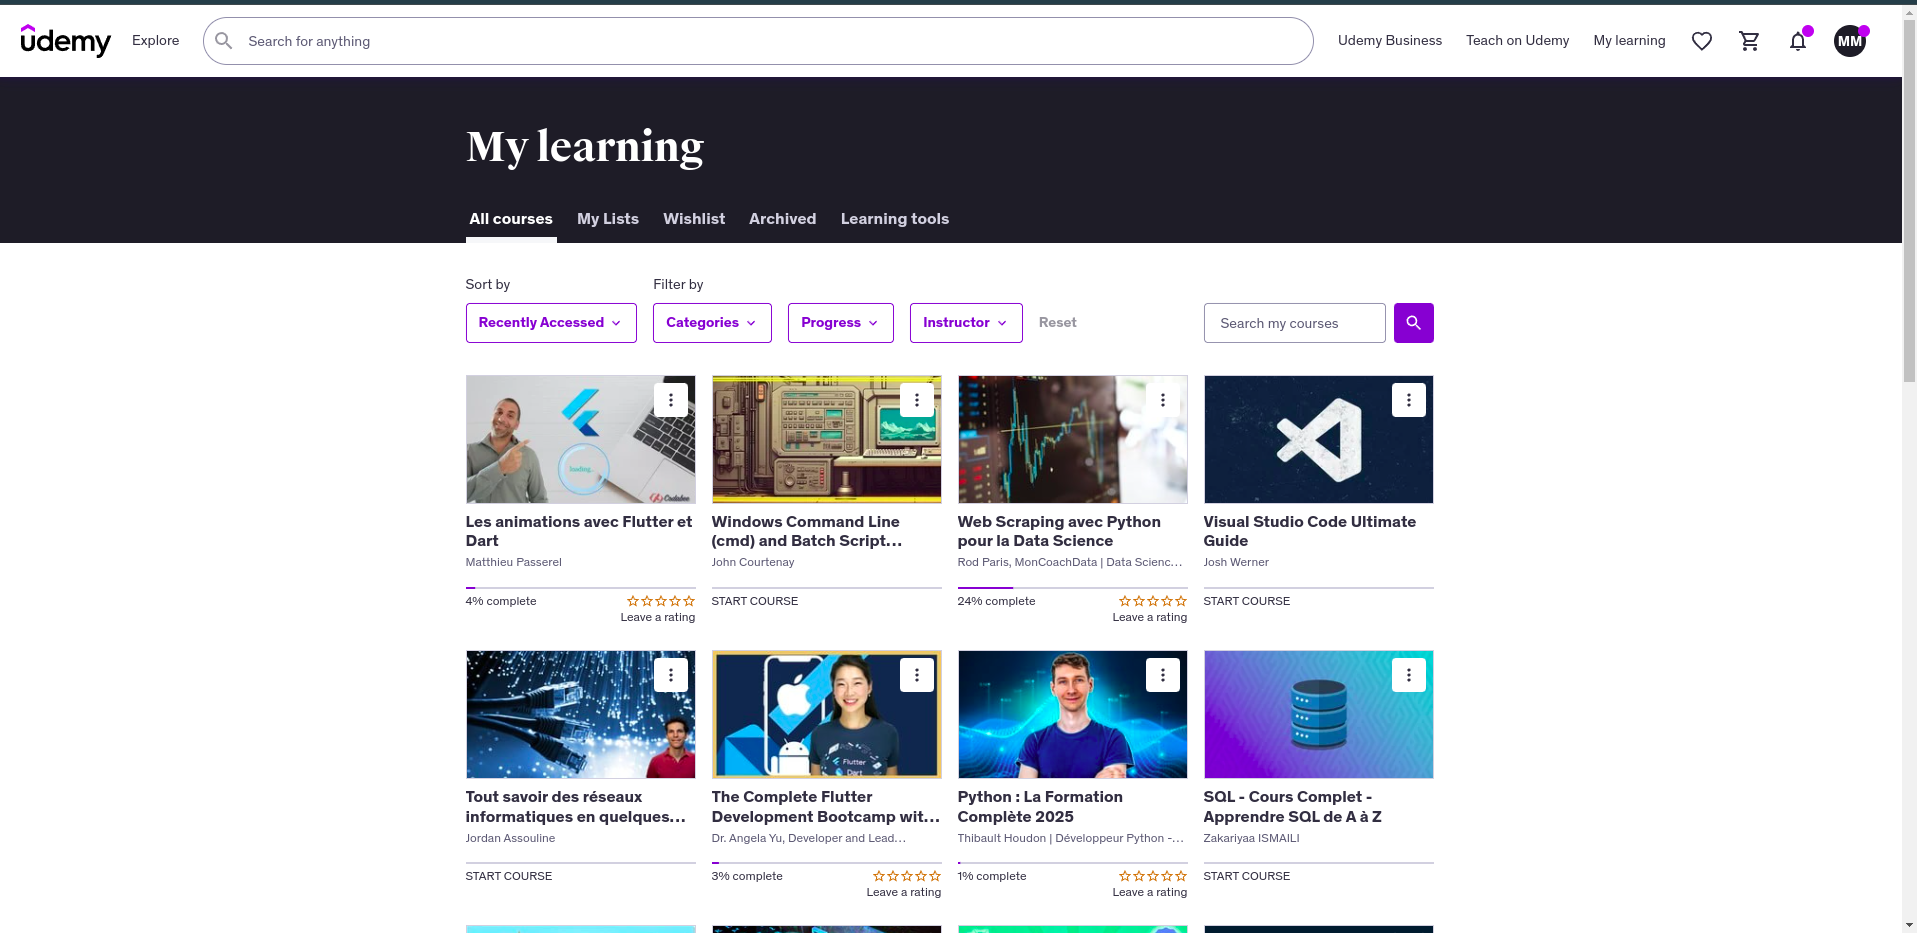 udemy
Explore
Search for anything
Udemy Business
Teach on Udemy
My learning
MM
My learning
All courses
My Lists
Wishlist
Archived
Learning tools
Sort by
Filter by
Recently Accessed
Categories
Progress
Instructor
Reset
Search my courses
loading..
Codabee
Les animations avec Flutter et
Dart
Matthieu Passerel
4% complete
Leave a rating
Windows Command Line
(cmd) and Batch Script...
John Courtenay
START COURSE
Web Scraping avec Python
pour la Data Science
Rod Paris, MonCoachData | Data Scienc...
24% complete
Leave a rating
Visual Studio Code Ultimate
Guide
Josh Werner
START COURSE
Tout savoir des réseaux
informatiques en quelques...
Jordan Assouline
START COURSE
Flutter
Dart
The Complete Flutter
Development Bootcamp wit...
Dr. Angela Yu, Developer and Lead...
3% complete
Leave a rating
Python : La Formation
Complète 2025
Thibault Houdon | Développeur Python -...
1% complete
Leave a rating
SQL - Cours Complet -
Apprendre SQL de A à Z
Zakariyaa ISMAILI
START COURSE